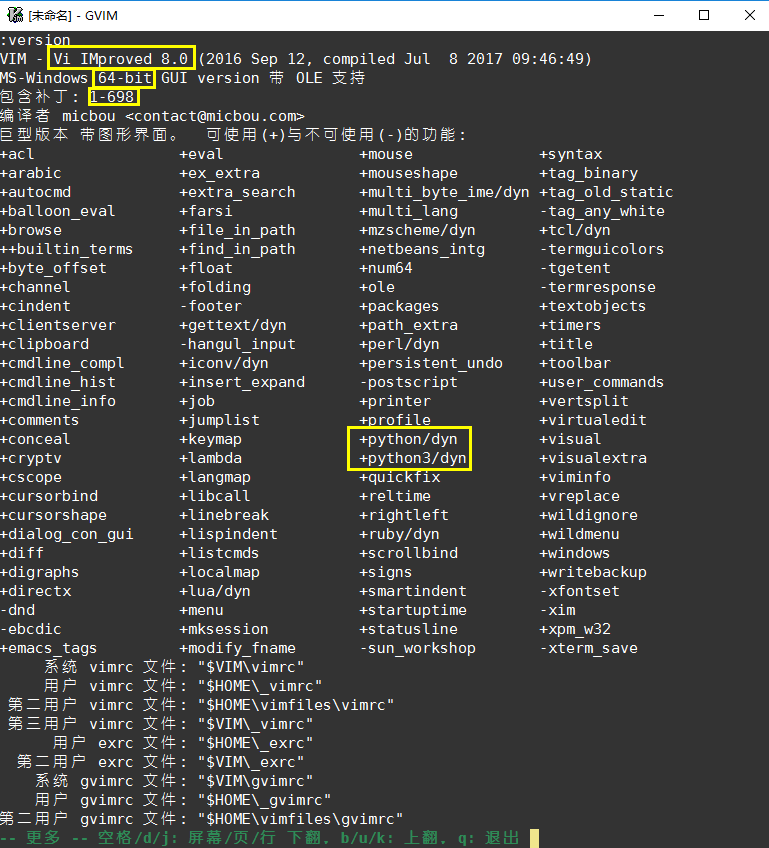 [未命名] - GVIM
:version
VIM - Vi IMproved 8.0 (2016 Sep 12, compiled Jul  8 2017 09:46:49)
MS-Windows 64-bit GUI version 带 OLE 支持
包含补丁: 1-698
编译者 micbou <contact@micbou.com>
巨型版本 带图形界面。  可使用(+)与不可使用(-)的功能:
+acl +eval +mouse +syntax
+arabic +ex_extra +mouseshape +tag_binary
+autocmd +extra_search +multi_byte_ime/dyn +tag_old_static
+balloon_eval +farsi +multi_lang -tag_any_white
+browse +file_in_path +mzscheme/dyn +tcl/dyn
++builtin_terms +find_in_path +netbeans_intg -termguicolors
+byte_offset +float +num64 -tgetent
+channel +folding +ole -termresponse
+cindent -footer +packages +textobjects
+clientserver +gettext/dyn +path_extra +timers
+clipboard -hangul_input +perl/dyn +title
+cmdline_compl +iconv/dyn +persistent_undo +toolbar
+cmdline_hist +insert_expand -postscript +user_commands
+cmdline_info +job +printer +vertsplit
+comments +jumplist +profile +virtualedit
+conceal +keymap +python/dyn +visual
+cryptv +lambda +python3/dyn +visualextra
+cscope +langmap +quickfix +viminfo
+cursorbind +libcall +reltime +vreplace
+cursorshape +linebreak +rightleft +wildignore
+dialog_con_gui +lispindent +ruby/dyn +wildmenu
+diff +listcmds +scrollbind +windows
+digraphs +localmap +signs +writebackup
+directx +lua/dyn +smartindent -xfontset
-dnd +menu +startuptime -xim
-ebcdic +mksession +statusline +xpm_w32
+emacs_tags +modify_fname -sun_workshop -xterm_save
系统 vimrc 文件: "$VIM\vimrc"
用户 vimrc 文件: "$HOME\_vimrc"
第二用户 vimrc 文件: "$HOME\vimfiles\vimrc"
第三用户 vimrc 文件: "$VIM\_vimrc"
用户 exrc 文件: "$HOME\_exrc"
第二用户 exrc 文件: "$VIM\_exrc"
系统 gvimrc 文件: "$VIM\gvimrc"
用户 gvimrc 文件: "$HOME\_gvimrc"
第二用户 gvimrc 文件: "$HOME\vimfiles\gvimrc"
-- 更多 -- 空格/d/j: 屏幕/页/行 下翻, b/u/k: 上翻, q: 退出